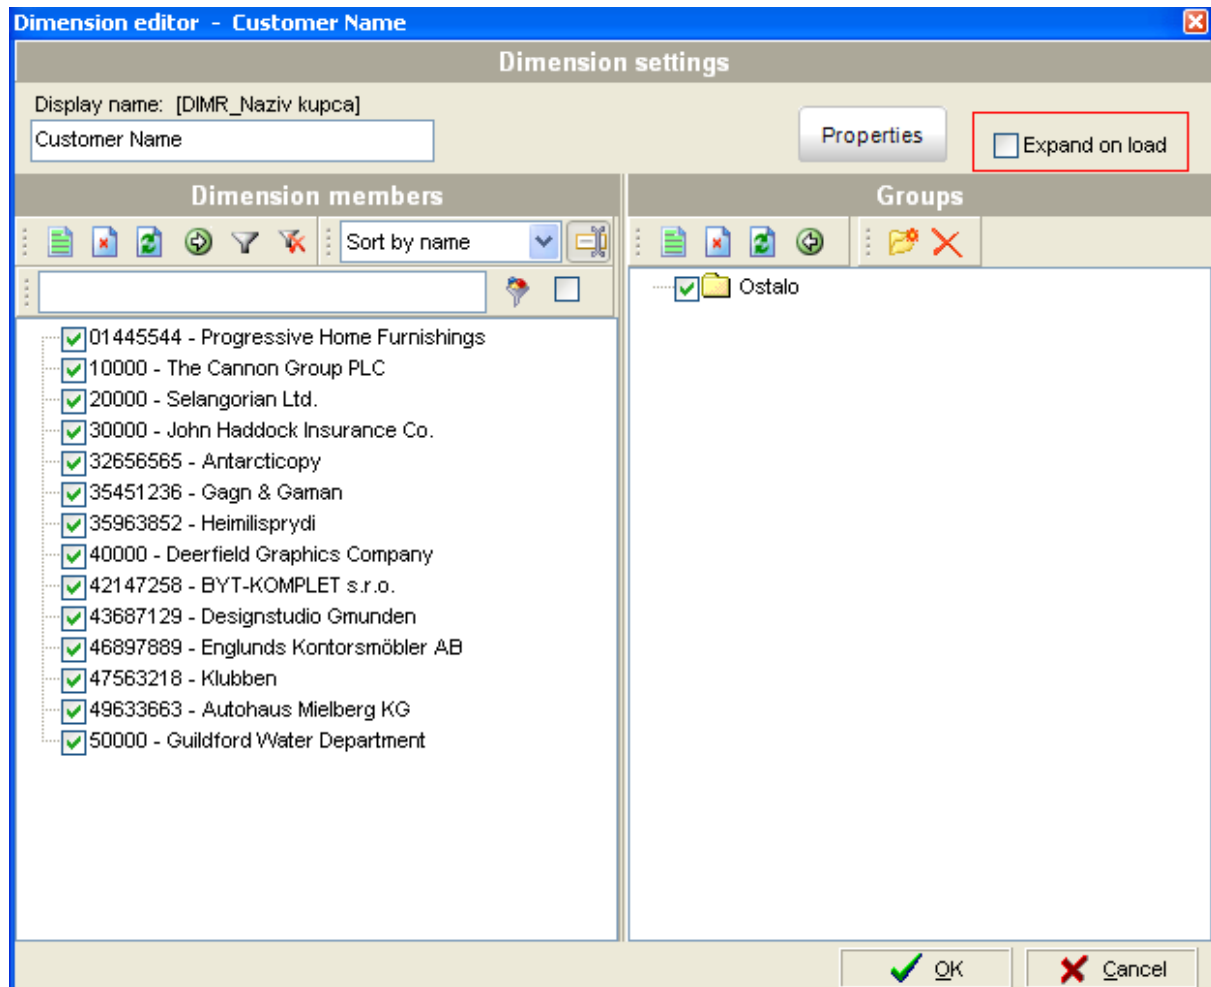 Dimension editor - Customer Name
Dimension settings
Display name: [DIMR_Naziv kupca]
Customer Name
Properties
Expand on load
Dimension members
Groups
Sort by name
Ostalo
01445544 - Progressive Home Furnishings
10000 - The Cannon Group PLC
20000 - Selangorian Ltd.
30000 - John Haddock Insurance Co.
32656565 - Antarcticopy
35451236 - Gagn & Gaman
35963852 - Heimilisprydi
40000 - Deerfield Graphics Company
42147258 - BYT-KOMPLET s.r.o.
43687129 - Designstudio Gmunden
46897889 - Englunds Kontorsmöbler AB
47563218 - Klubben
49633663 - Autohaus Mielberg KG
50000 - Guildford Water Department
OK
Cancel